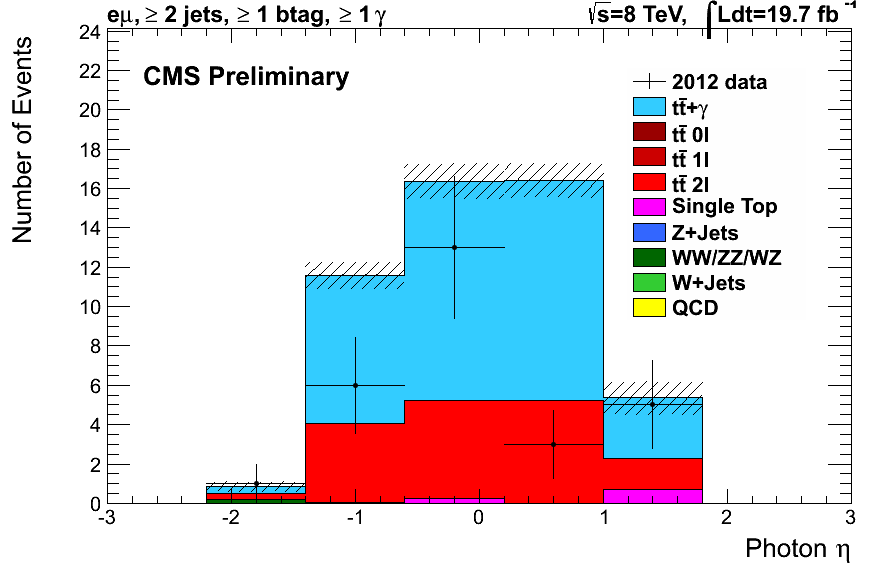 eμ, ≥ 2 jets, ≥ 1 btag, ≥ 1 γ
√s=8 TeV, ∫Ldt=19.7 fb⁻¹
CMS Preliminary
2012 data
tt̄+γ
tt̄ 0l
tt̄ 1l
tt̄ 2l
Single Top
Z+Jets
WW/ZZ/WZ
W+Jets
QCD
Number of Events
24
22
20
18
16
14
12
10
8
6
4
2
0
-3 -2 -1 0 1 2 3
Photon η